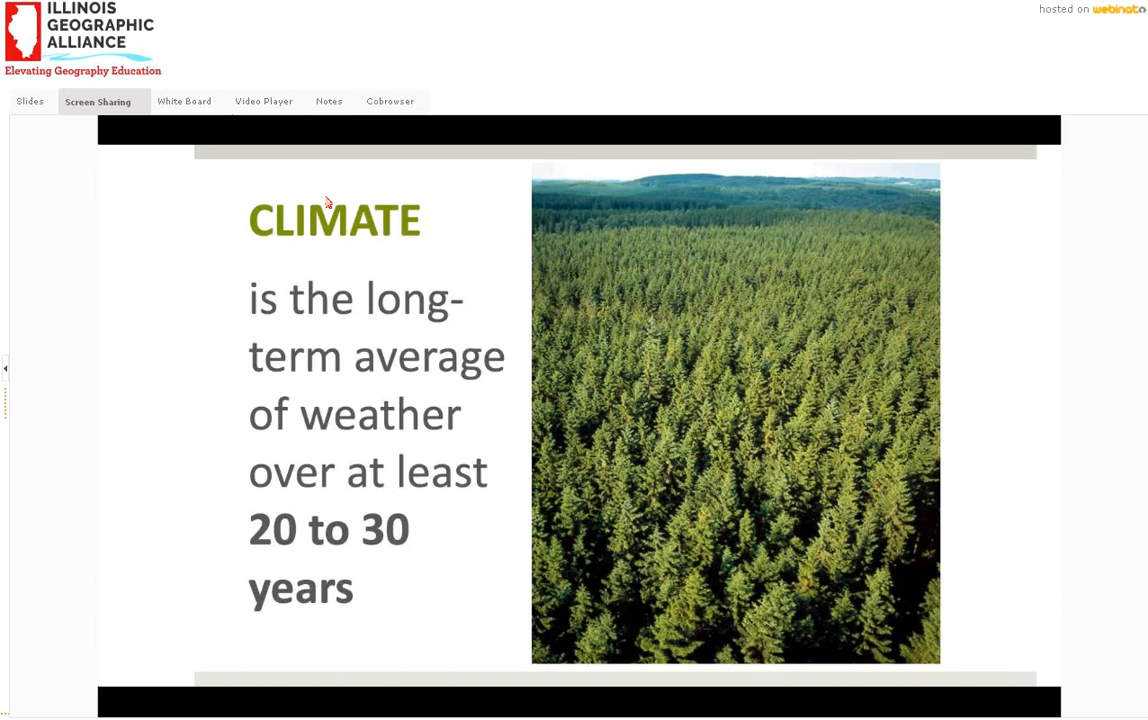 ILLINOIS
GEOGRAPHIC
ALLIANCE
Elevating Geography Education
hosted on webinato
Slides
Screen Sharing
White Board
Video Player
Notes
Cobrowser
CLIMATE
is the long-
term average
of weather
over at least
20 to 30
years